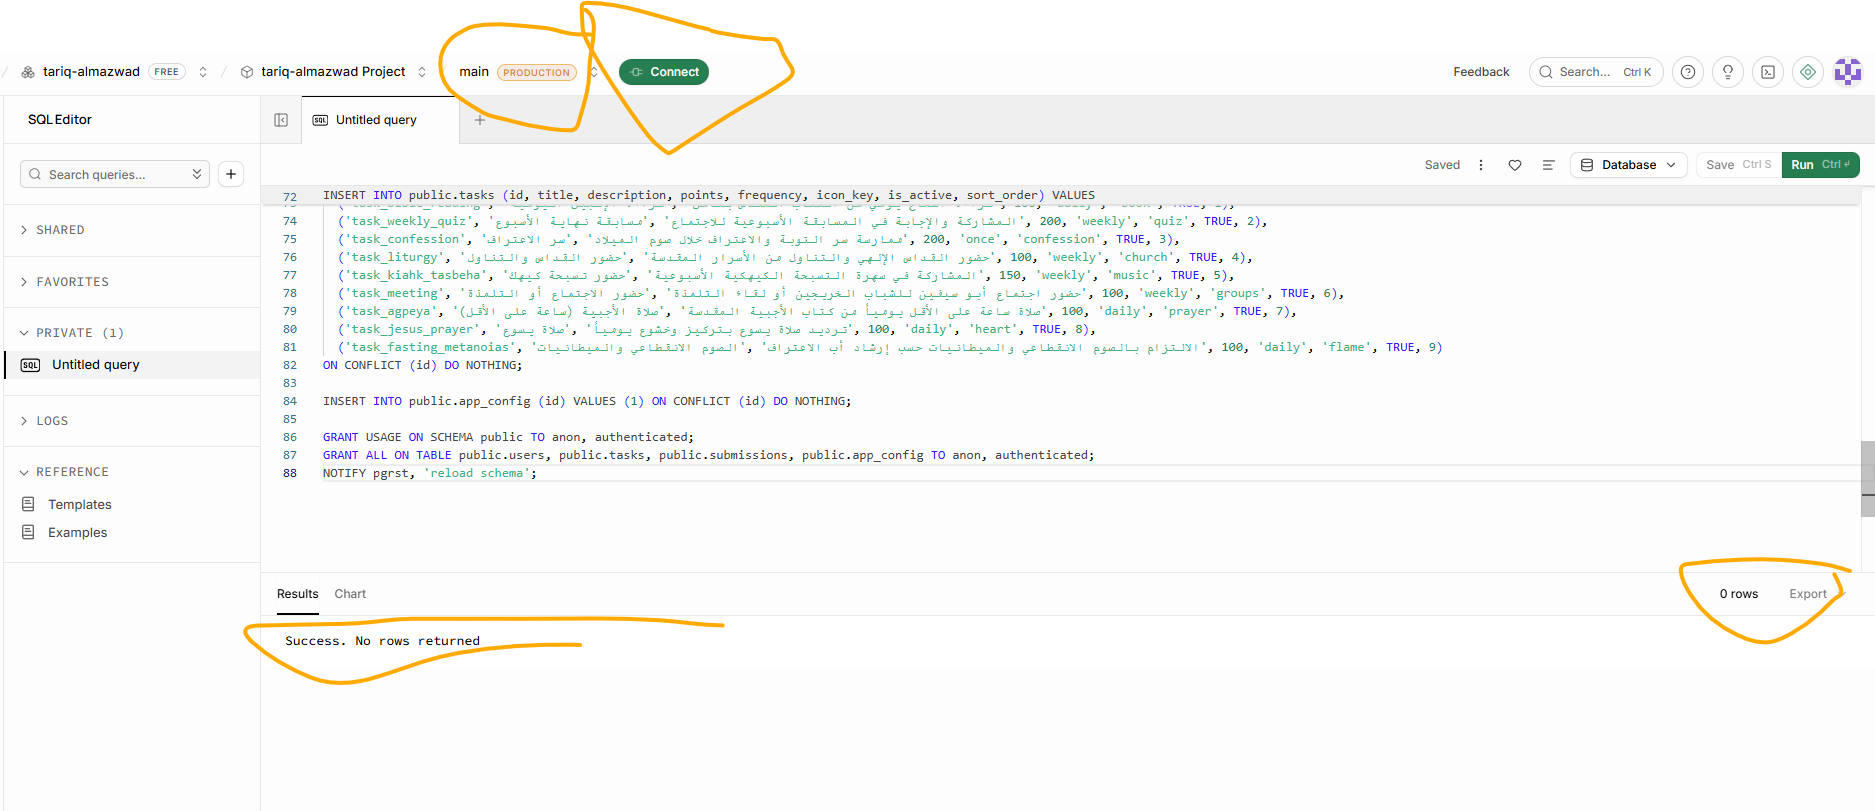 tariq-almazwad FREE / tariq-almazwad Project main PRODUCTION Connect Feedback Search... Ctrl K
SQL Editor
Untitled query
Search queries...
SHARED
FAVORITES
PRIVATE (1)
Untitled query
LOGS
REFERENCE
Templates
Examples
Saved Database Save Ctrl S Run Ctrl
72 INSERT INTO public.tasks (id, title, description, points, frequency, icon_key, is_active, sort_order) VALUES
74 ('task_weekly_quiz', 'مسابقة نهاية الأسبوع', 'المشاركة والإجابة في المسابقة الأسبوعية للاجتماع', 200, 'weekly', 'quiz', TRUE, 2),
75 ('task_confession', 'سر الاعتراف', 'ممارسة سر التوبة والاعتراف خلال صوم الميلاد', 200, 'once', 'confession', TRUE, 3),
76 ('task_liturgy', 'حضور القداس والتناول', 'حضور القداس الإلهي والتناول من الأسرار المقدسة', 100, 'weekly', 'church', TRUE, 4),
77 ('task_kiahk_tasbeha', 'حضور تسبحة كيهك', 'المشاركة في سهرة التسبحة الكيهكية الأسبوعية', 150, 'weekly', 'music', TRUE, 5),
78 ('task_meeting', 'حضور الاجتماع أو التلمذة', 'حضور اجتماع أبو سيفين للشباب الخريجين أو لقاء التلمذة', 100, 'weekly', 'groups', TRUE, 6),
79 ('task_agpeya', 'صلاة الأجبية (ساعة على الأقل)', 'صلاة ساعة على الأقل يومياً من كتاب الأجبية المقدسة', 100, 'daily', 'prayer', TRUE, 7),
80 ('task_jesus_prayer', 'صلاة يسوع', 'ترديد صلاة يسوع بتركيز وخشوع يومياً', 100, 'daily', 'heart', TRUE, 8),
81 ('task_fasting_metanoias', 'الصوم الانقطاعي والميطانيات', 'الالتزام بالصوم الانقطاعي والميطانيات حسب إرشاد أب الاعتراف', 100, 'daily', 'flame', TRUE, 9)
82 ON CONFLICT (id) DO NOTHING;
83
84 INSERT INTO public.app_config (id) VALUES (1) ON CONFLICT (id) DO NOTHING;
85
86 GRANT USAGE ON SCHEMA public TO anon, authenticated;
87 GRANT ALL ON TABLE public.users, public.tasks, public.submissions, public.app_config TO anon, authenticated;
88 NOTIFY pgrst, 'reload schema';
Results Chart 0 rows Export
Success. No rows returned